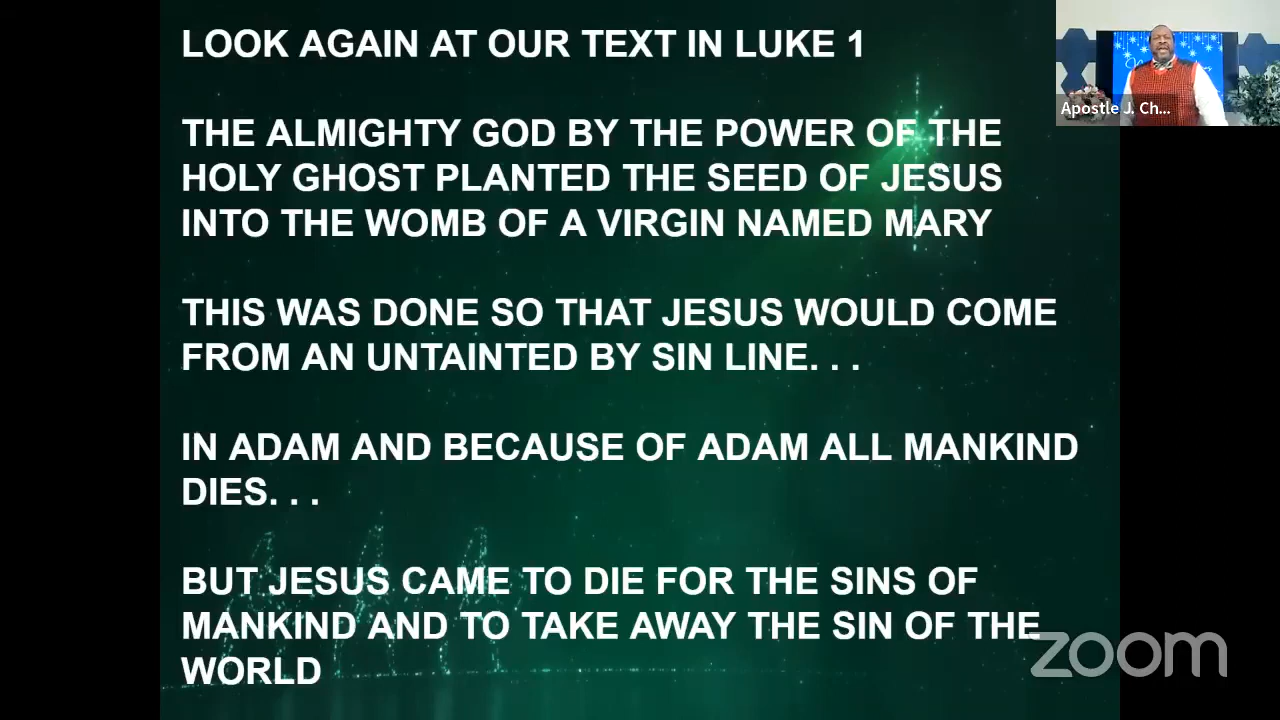 LOOK AGAIN AT OUR TEXT IN LUKE 1
THE ALMIGHTY GOD BY THE POWER OF THE
HOLY GHOST PLANTED THE SEED OF JESUS
INTO THE WOMB OF A VIRGIN NAMED MARY
THIS WAS DONE SO THAT JESUS WOULD COME
FROM AN UNTAINTED BY SIN LINE. . .
IN ADAM AND BECAUSE OF ADAM ALL MANKIND
DIES. . .
BUT JESUS CAME TO DIE FOR THE SINS OF
MANKIND AND TO TAKE AWAY THE SIN OF THE
WORLD
Apostle J. Ch...
zoom